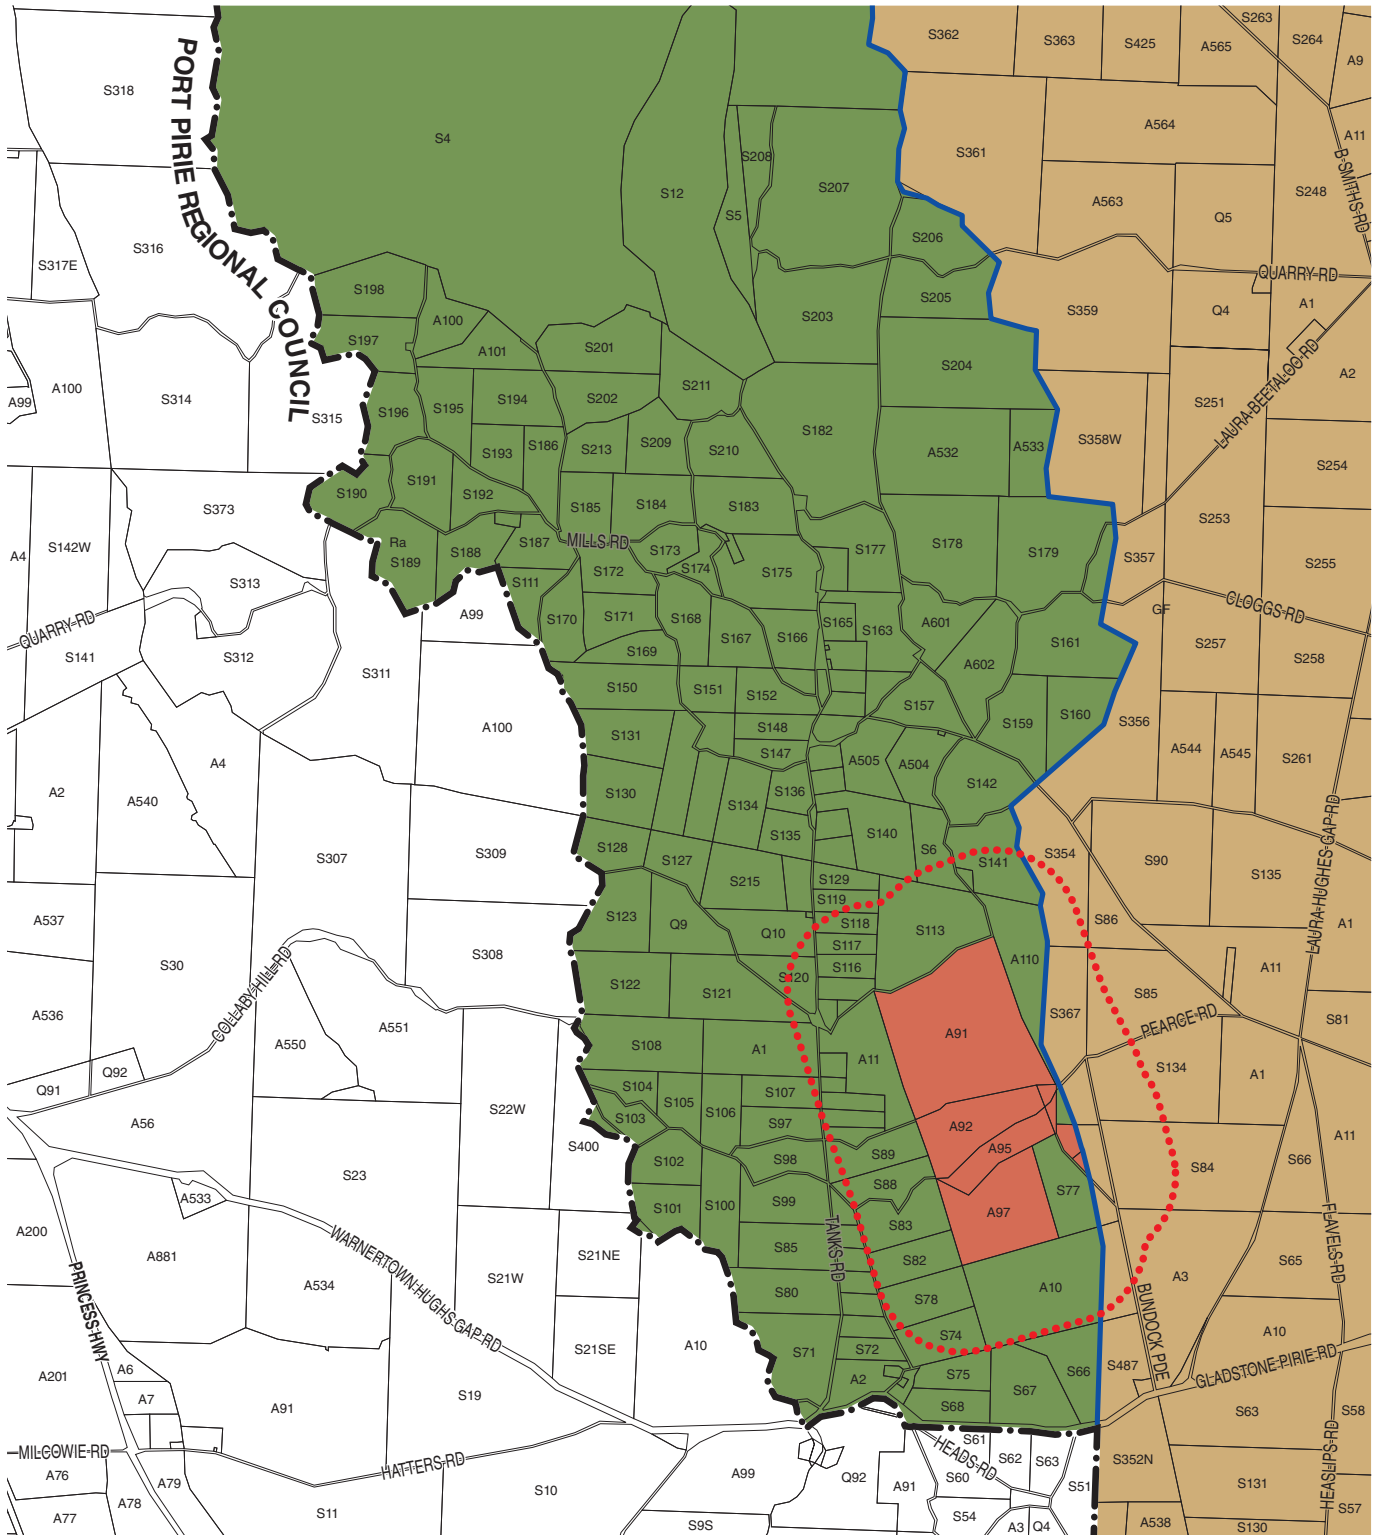 S263
S362
S363
S425
A565
S264
A9
S318
PORT PIRIE REGIONAL COUNCIL
S4
A564
A11
S208
S361
B-SMITHS-RD
S12
S207
S248
S5
A563
Q5
S316
S206
S317E
QUARRY RD
S198
S205
A1
S359
Q4
A100
S203
S197
A101
S201
S204
A2
LAURA-BEETALOO-RD
A100
S211
A99
S314
S194
S202
S251
S196
S195
S315
S182
S358W
S213
S209
S210
S193
S186
A532
A533
S254
S191
S190
S192
S185
S184
S183
S373
S253
Ra
S187
MILLS RD
S173
S177
S178
S179
A4
S142W
S189
S188
S174
S175
S357
S255
S313
S111
S172
GF
CLOGGS-RD
A99
S170
S171
S168
S165
A601
QUARRY-RD
S167
S166
S163
S161
S257
S141
S312
S169
A602
S258
S311
S150
S151
S152
S157
S159
S160
S356
A100
S131
S148
S147
A544
A545
S261
A4
A505
A504
S142
A2
A540
S130
S134
S136
S140
LAURA-HUGHES-GAP-RD
S135
S307
S309
S128
S127
S6
S141
S354
S90
S135
S215
S129
S119
A537
S123
Q9
S118
S86
A1
Q10
S113
S117
A110
S30
S308
S116
A11
COLLABY-HILL-RD
S122
S121
S120
S85
A536
S367
S81
A551
PEARCE RD
A550
S108
A1
A91
A11
Q92
S134
A1
Q91
S104
S107
S105
S106
S22W
S103
S97
A56
A92
A11
S400
A95
S89
S98
S66
S23
S102
S84
S88
S77
A533
S101
S100
S99
A97
S83
A200
WARNERTOWN-HUGHS-GAP-RD
TANKS-RD
FLAVELS-RD
A881
S21NE
S85
S82
S65
S21W
A534
A3
S80
A10
PRINCESS-HWY
S78
BUNDOCK PDE
S74
A10
S21SE
A10
S71
S72
GLADSTONE-PIRIE-RD
S487
A201
A6
S75
S66
A2
S67
A7
S19
A91
S68
S63
S58
MILCOWIE-RD
S61
HEADS-RD
S62
S63
S352N
HATTERS-RD
A76
A79
A99
Q92
S60
A91
S51
S131
HEASLIPS-RD
S10
A78
S11
S57
A77
S54
S9S
A3
Q4
A538
S130